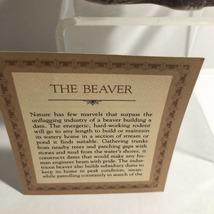 THE BEAVER
Nature has few marvels that surpass the
unflagging industry of a beaver building a
dam. The energetic, hard-working rodent
will go to any length to build or maintain
its watery home in a section of stream or
pond it finds suitable. Gathering trunks
from nearby trees and patching gaps with
stones and mud from the water's shores, it
constructs dams that would make any hu-
man engineer beam with pride. The indus-
trious beaver also builds subsidiary dams to
keep its home in peak condition, mean-
while patrolling constantly in search of the